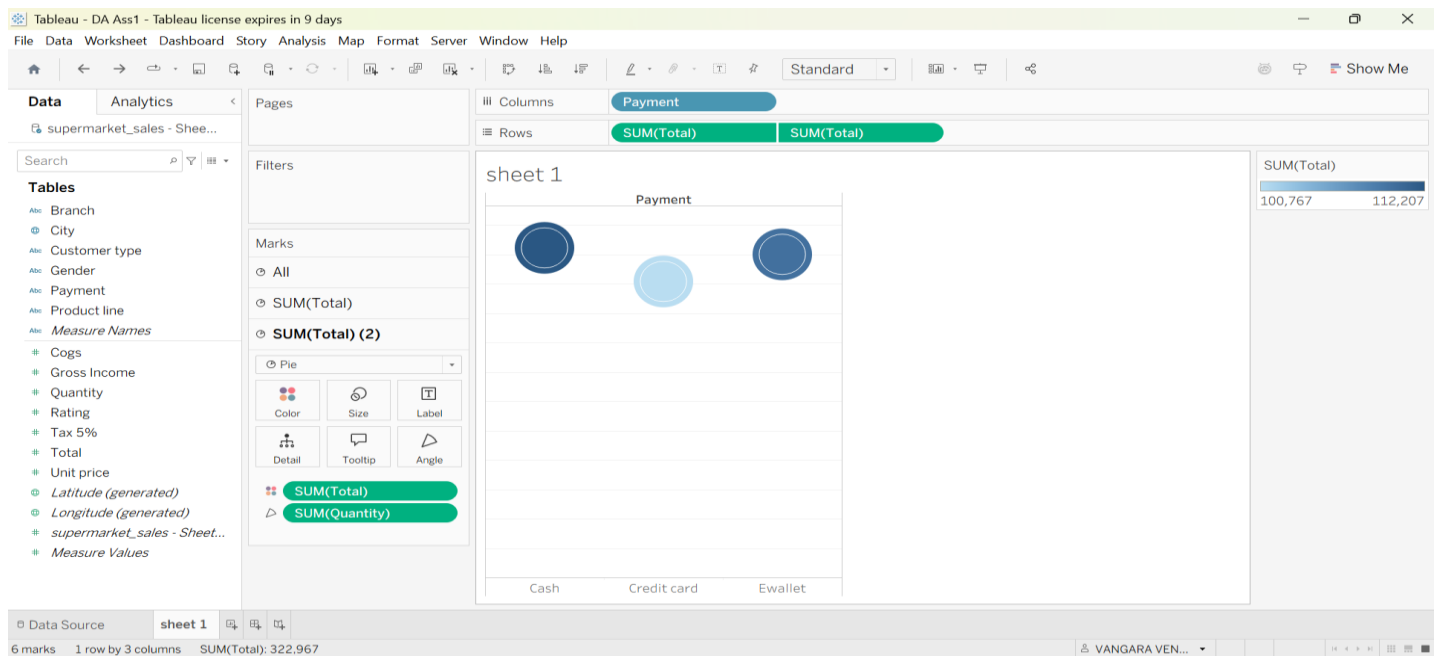 Tableau - DA Ass1 - Tableau license expires in 9 days
File Data Worksheet Dashboard Story Analysis Map Format Server Window Help
Standard
Show Me
Data Analytics
supermarket_sales - Shee...
Search
Tables
Abc Branch
City
Abc Customer type
Abc Gender
Abc Payment
Abc Product line
Abc Measure Names
# Cogs
# Gross Income
# Quantity
# Rating
# Tax 5%
# Total
# Unit price
Latitude (generated)
Longitude (generated)
# supermarket_sales - Sheet...
# Measure Values
Pages
Filters
Marks
All
SUM(Total)
SUM(Total) (2)
Pie
Color Size Label
Detail Tooltip Angle
SUM(Total)
SUM(Quantity)
Columns Payment
Rows SUM(Total) SUM(Total)
sheet 1
Payment
Cash Credit card Ewallet
SUM(Total)
100,767 112,207
Data Source sheet 1
6 marks 1 row by 3 columns SUM(Total): 322,967 VANGARA VEN...